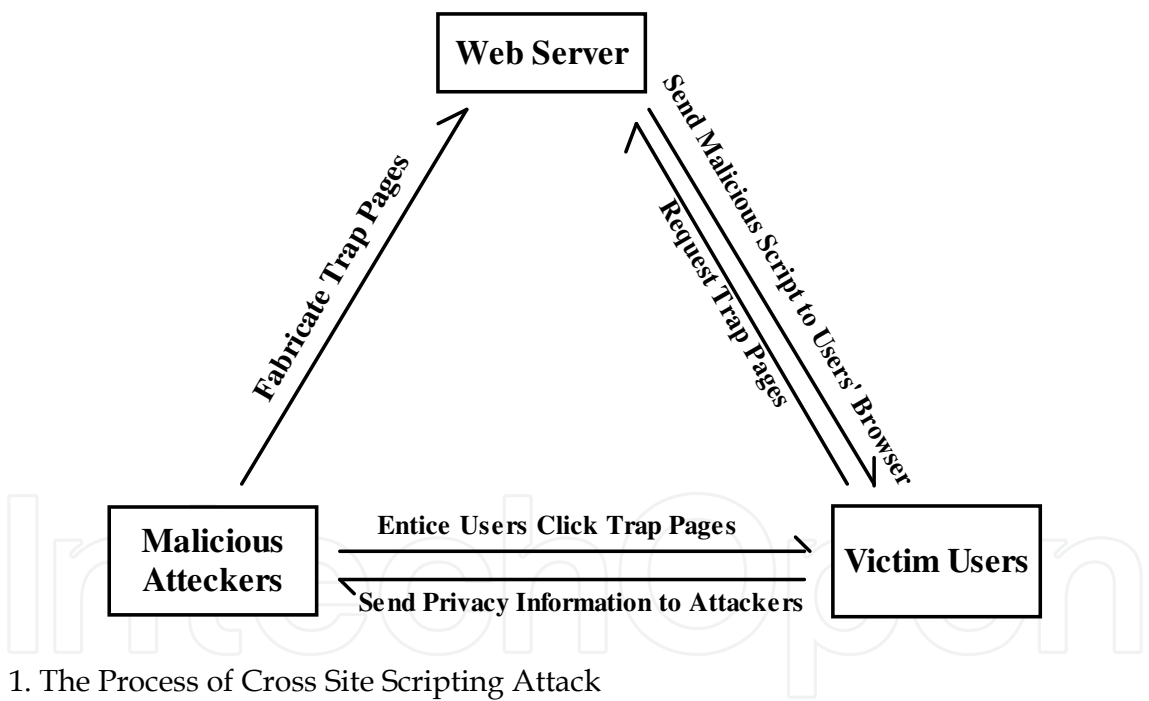 Web Server
Fabricate Trap Pages
Send Malicious Script to Users' Browser
Request Trap Pages
Malicious
Atteckers
Entice Users Click Trap Pages
Send Privacy Information to Attackers
Victim Users
IntechOpen
1. The Process of Cross Site Scripting Attack